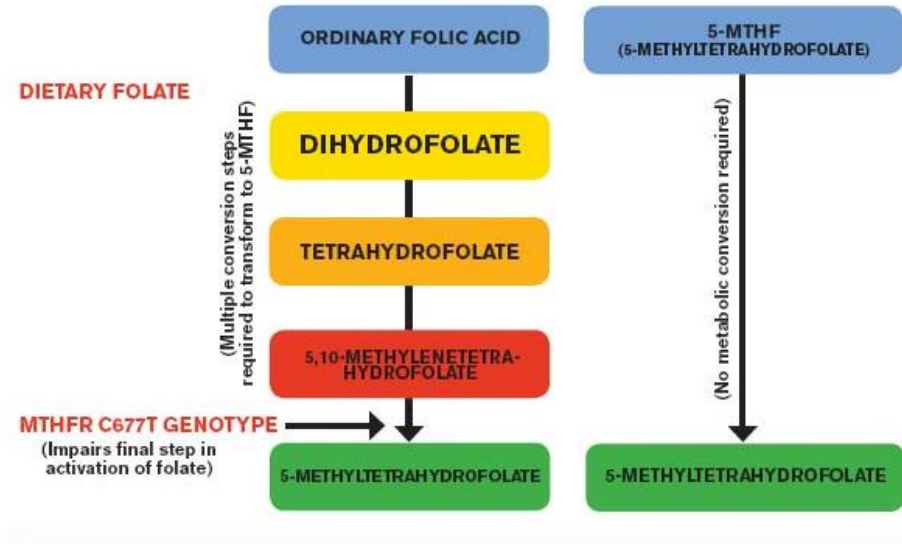 ORDINARY FOLIC ACID
5-MTHF
(5-METHYLTETRAHYDROFOLATE)
DIETARY FOLATE
(Multiple conversion steps
required to transform to 5-MTHF)
DIHYDROFOLATE
TETRAHYDROFOLATE
5,10-METHYLENETETRA-
HYDROFOLATE
(No metabolic conversion required)
MTHFR C677T GENOTYPE
(Impairs final step in
activation of folate)
5-METHYLTETRAHYDROFOLATE
5-METHYLTETRAHYDROFOLATE